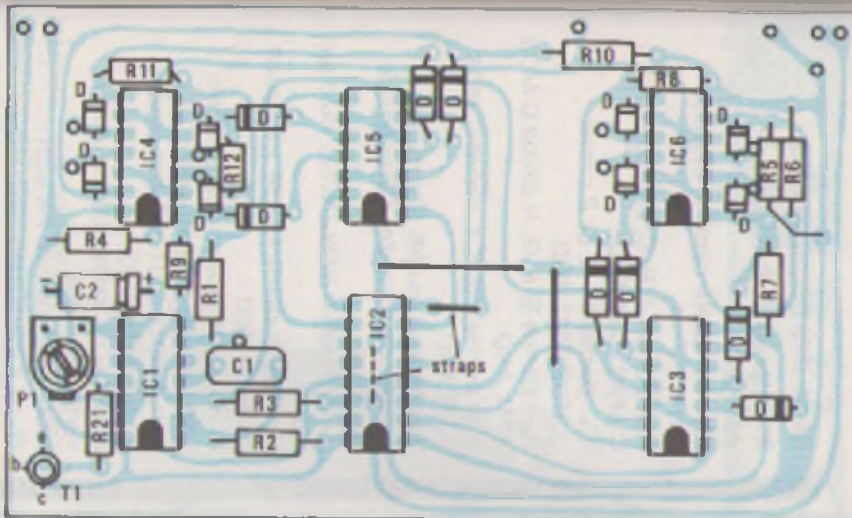 R10
R11
R8
D
D
D
D
D
D
D
IC4
IC5
IC6
R12
R5
R6
D
D
D
D
D
R4
R9
R1
R7
C2
+
D
D
D
IC2
C1
straps
IC1
IC3
P1
R3
D
R21
R2
e
b
c
T1